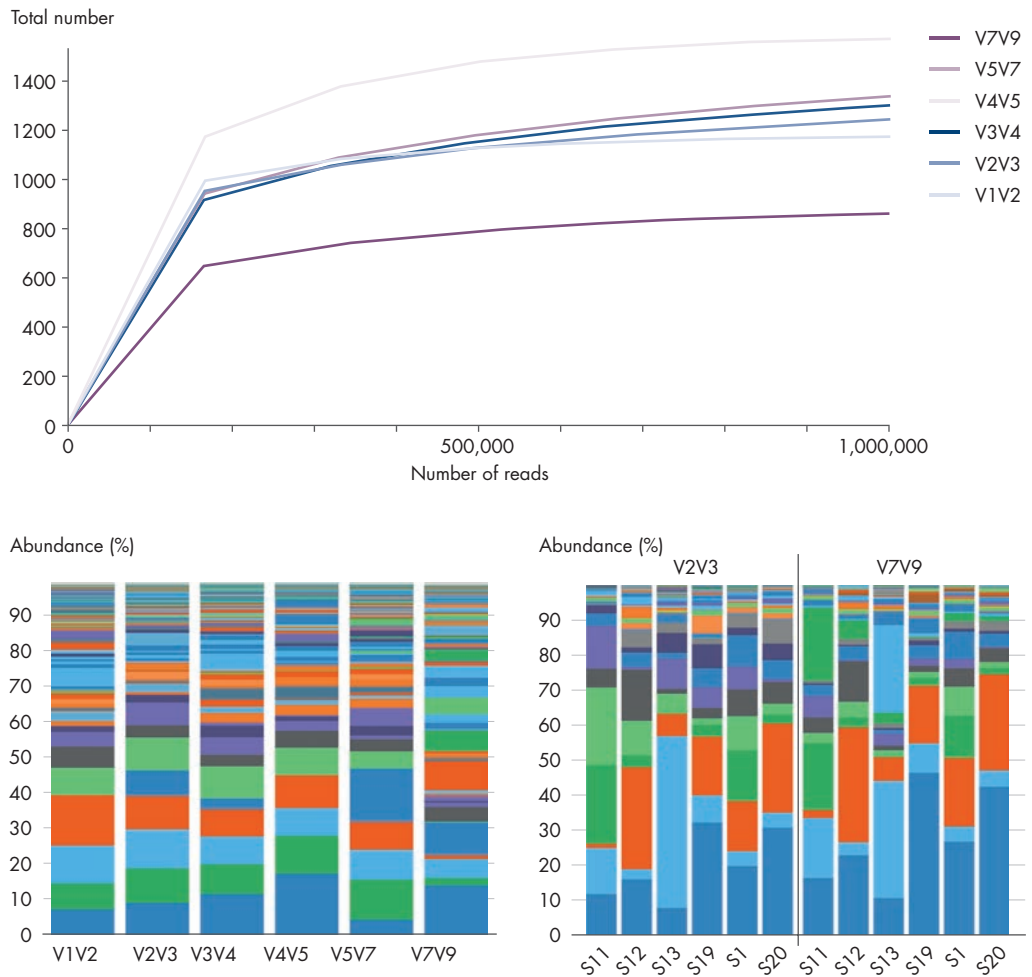 Total number
V7V9
V5V7
V4V5
V3V4
V2V3
V1V2
1400
1200
1000
800
600
400
200
0
0 500,000 1,000,000
Number of reads
Abundance (%)
90
80
70
60
50
40
30
20
10
0
V1V2 V2V3 V3V4 V4V5 V5V7 V7V9
Abundance (%)
V2V3 V7V9
90
80
70
60
50
40
30
20
10
0
S11 S12 S13 S19 S1 S20 S11 S12 S13 S19 S1 S20